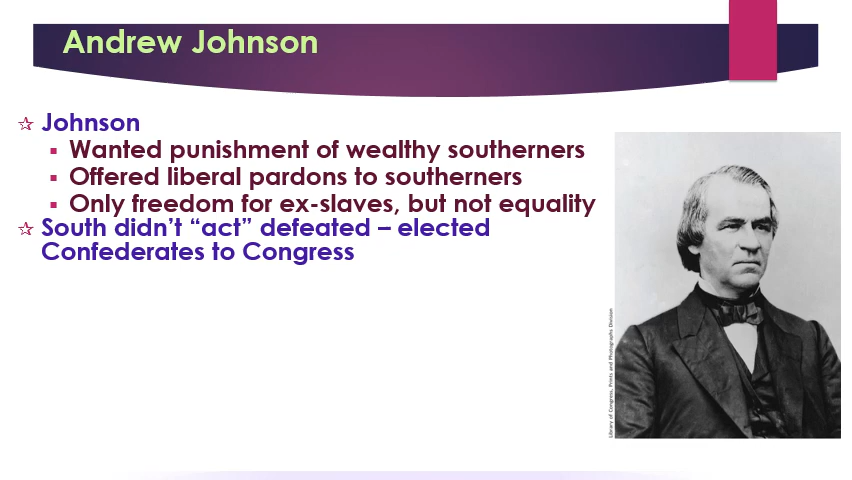 Andrew Johnson
☆ Johnson
▪ Wanted punishment of wealthy southerners
▪ Offered liberal pardons to southerners
▪ Only freedom for ex-slaves, but not equality
☆ South didn’t “act” defeated – elected
Confederates to Congress
Library of Congress, Prints and Photographs Division